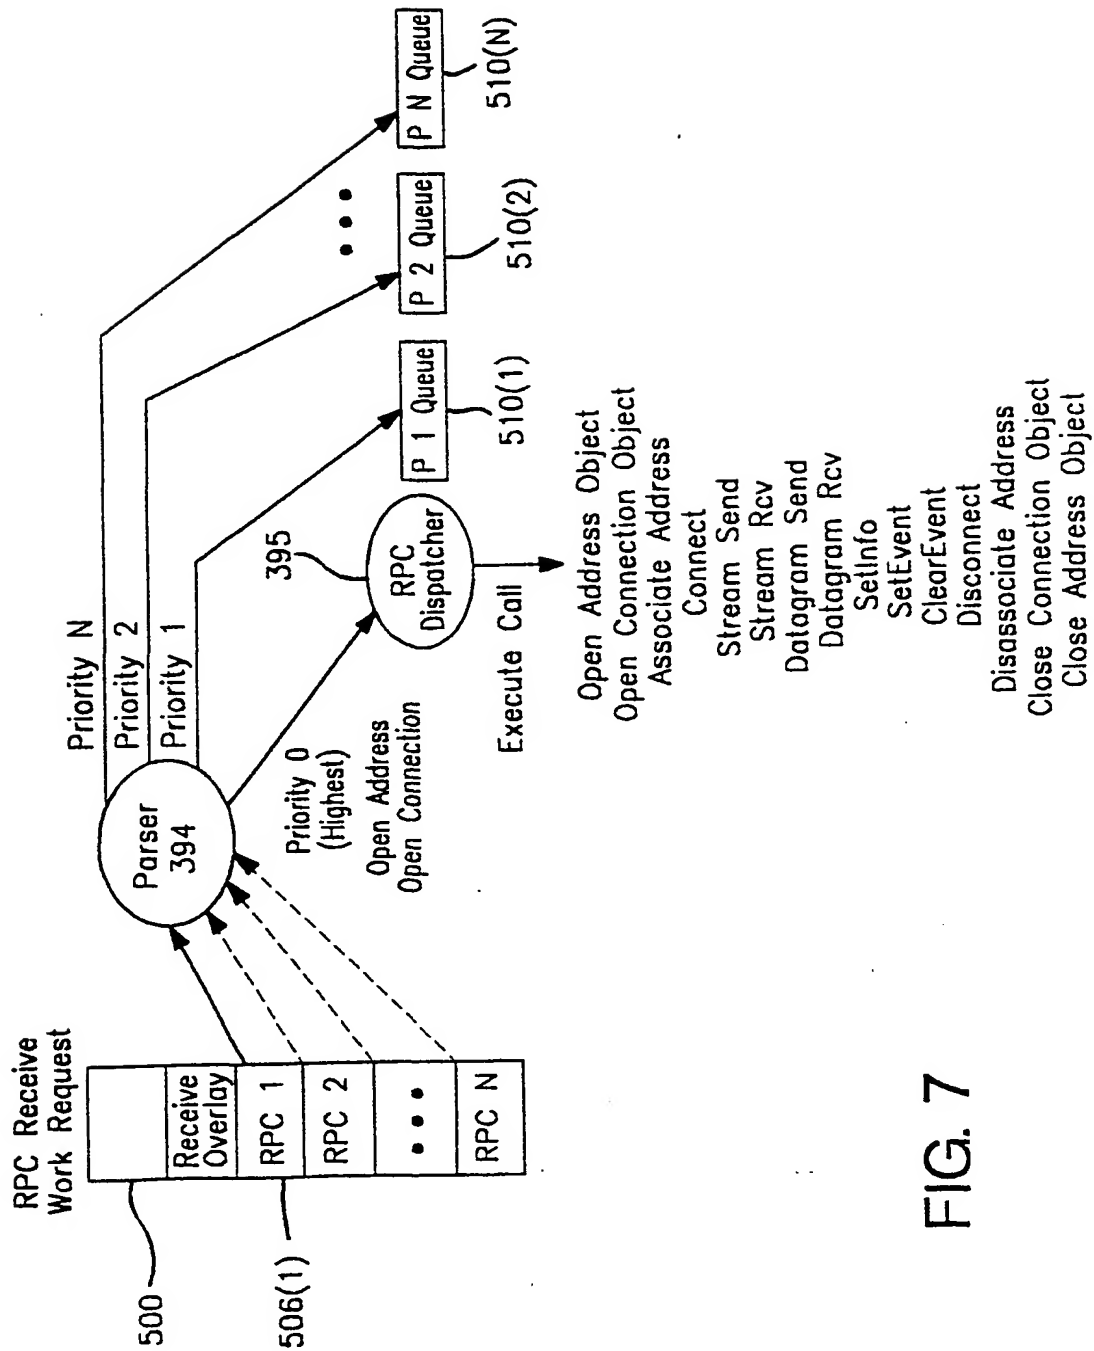 RPC Receive
Work Request
500
Receive
Overlay
RPC 1
RPC 2
RPC N
506(1)
Parser
394
Priority N
Priority 2
Priority 1
Priority 0
(Highest)
Open Address
Open Connection
395
RPC
Dispatcher
Execute Call
P 1 Queue
510(1)
P 2 Queue
510(2)
P N Queue
510(N)
Open Address Object
Open Connection Object
Associate Address
Connect
Stream Send
Stream Rcv
Datagram Send
Datagram Rcv
SetInfo
SetEvent
ClearEvent
Disconnect
Disassociate Address
Close Connection Object
Close Address Object
FIG. 7